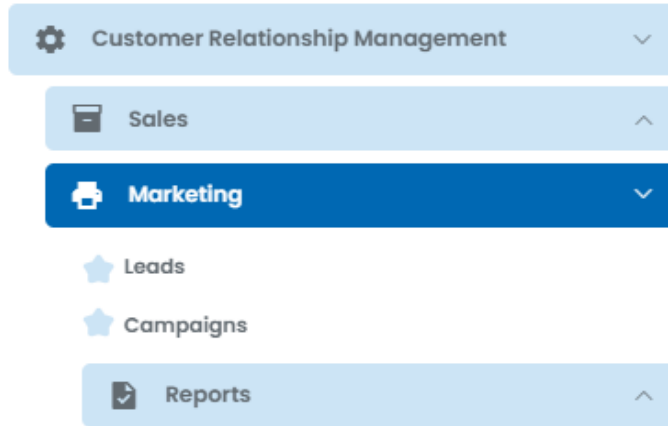 Customer Relationship Management
Sales
Marketing
Leads
Campaigns
Reports